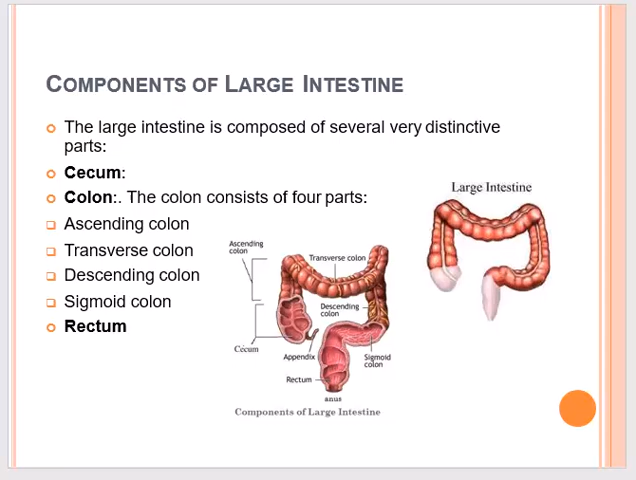 COMPONENTS OF LARGE INTESTINE
The large intestine is composed of several very distinctive
parts:
Cecum:
Colon:. The colon consists of four parts:
Ascending colon
Transverse colon
Descending colon
Sigmoid colon
Rectum
Ascending
colon
Transverse colon
Descending
colon
Cecum
Appendix
Sigmoid
colon
Rectum
anus
Components of Large Intestine
Large Intestine